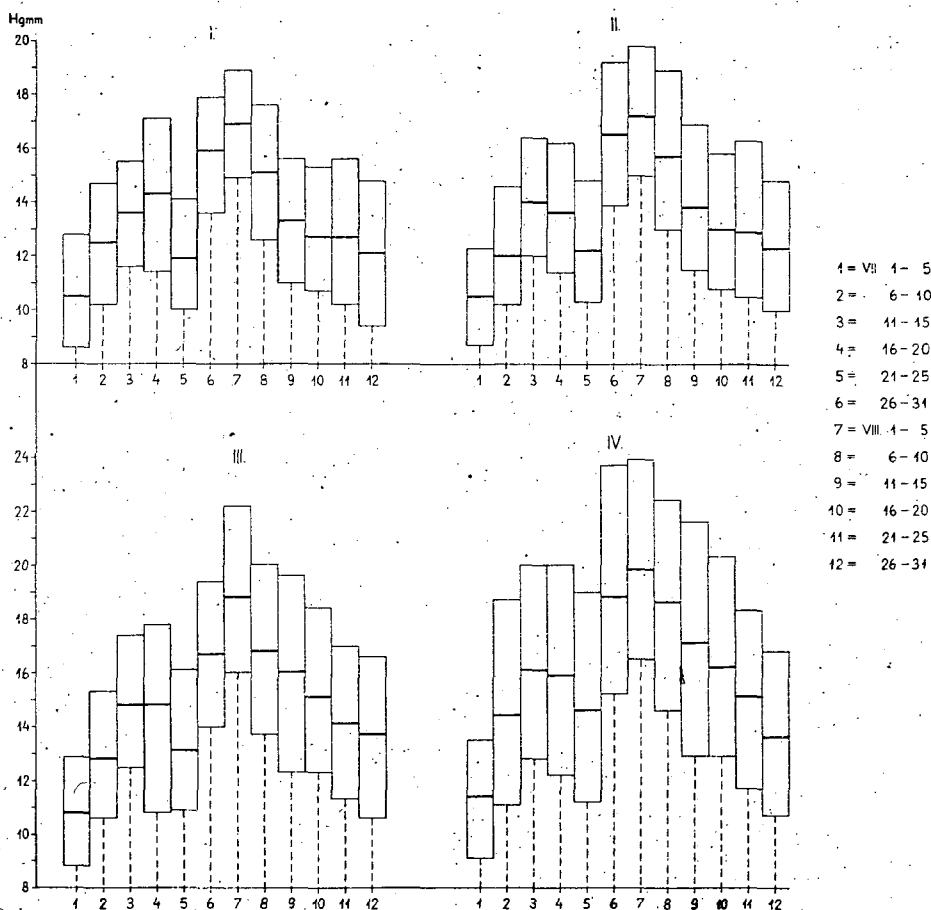 Hgmm
I.
II.
20
18
16
14
12
10
8
1 2 3 4 5 6 7 8 9 10 11 12
1 2 3 4 5 6 7 8 9 10 11 12
III.
IV.
24
22
20
18
16
14
12
10
8
1 2 3 4 5 6 7 8 9 10 11 12
1 2 3 4 5 6 7 8 9 10 11 12
1 = VII 1 - 5
2 = 6 - 10
3 = 11 - 15
4 = 16 - 20
5 = 21 - 25
6 = 26 - 31
7 = VIII. 1 - 5
8 = 6 - 10
9 = 11 - 15
10 = 16 - 20
11 = 21 - 25
12 = 26 - 31